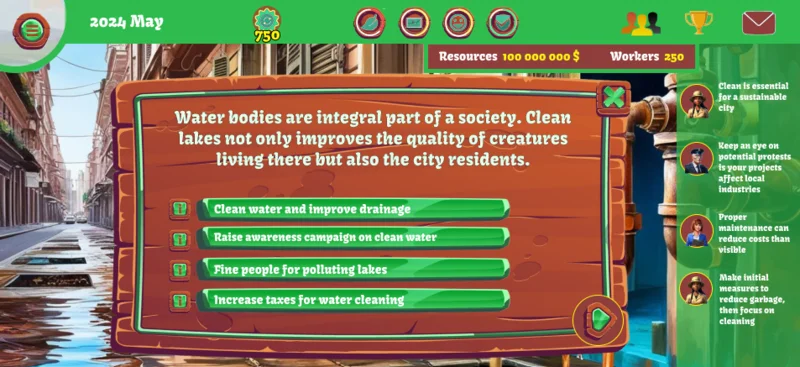 2024 May
750
Resources 100 000 000 $ Workers 250
Water bodies are integral part of a society. Clean
lakes not only improves the quality of creatures
living there but also the city residents.
Clean water and improve drainage
Raise awareness campaign on clean water
Fine people for polluting lakes
Increase taxes for water cleaning
Clean is essential
for a sustainable
city
Keep an eye on
potential protests
is your projects
affect local
industries
Proper
maintenance can
reduce costs than
visible
Make initial
measures to
reduce garbage,
then focus on
cleaning